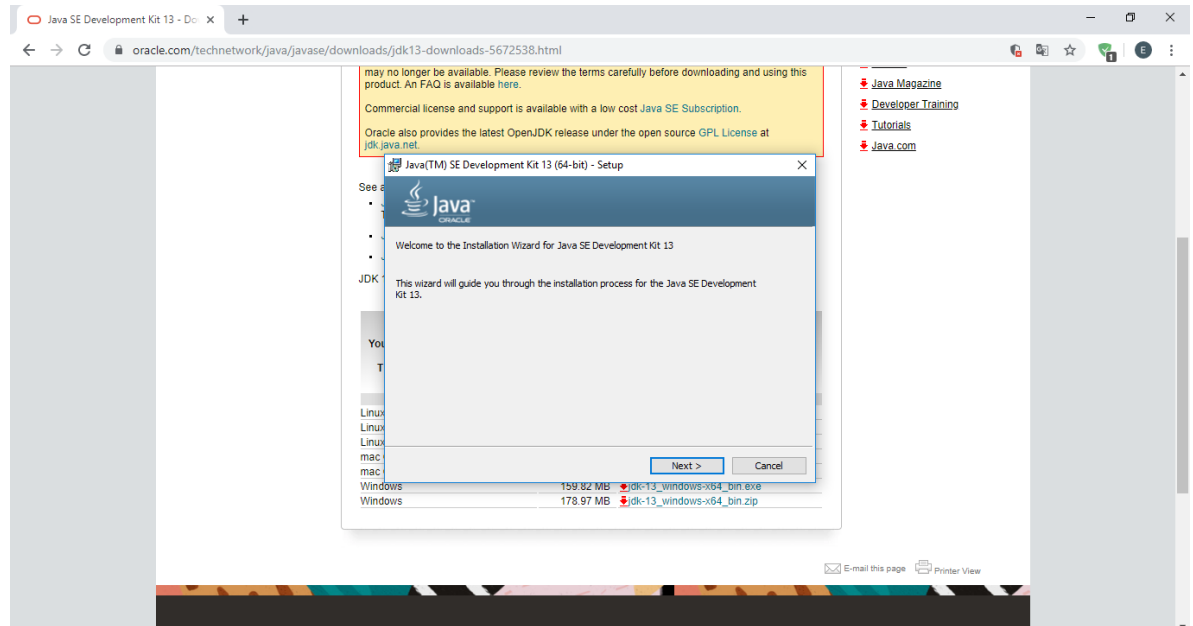 Java SE Development Kit 13 - Do
oracle.com/technetwork/java/javase/downloads/jdk13-downloads-5672538.html
1
E
may no longer be available. Please review the terms carefully before downloading and using this
product. An FAQ is available here.
Commercial license and support is available with a low cost Java SE Subscription.
Oracle also provides the latest OpenJDK release under the open source GPL License at
jdk.java.net.
Java Magazine
Developer Training
Tutorials
Java.com
See a
JDK
You
T
Java(TM) SE Development Kit 13 (64-bit) - Setup
Java
ORACLE
Welcome to the Installation Wizard for Java SE Development Kit 13
This wizard will guide you through the installation process for the Java SE Development
Kit 13.
Next >
Cancel
Linux
Linux
Linux
mac
mac
Windows 159.82 MB jdk-13_windows-x64_bin.exe
Windows 178.97 MB jdk-13_windows-x64_bin.zip
E-mail this page Printer View